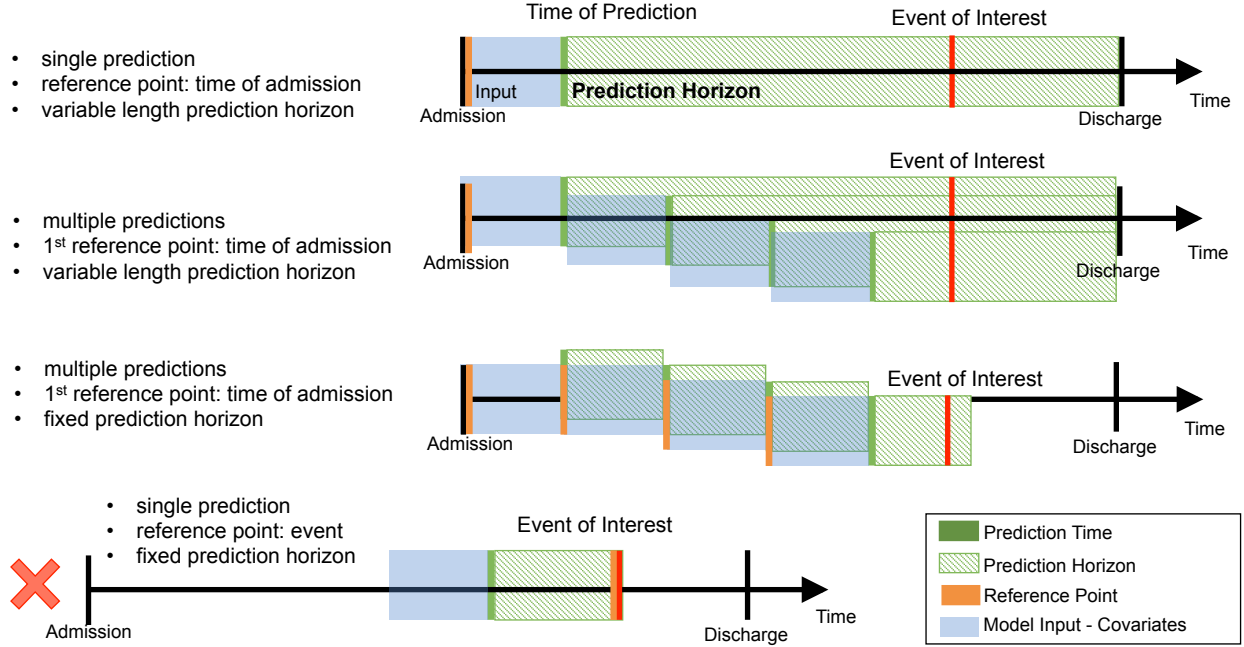 Time of Prediction
Event of Interest
• single prediction
• reference point: time of admission
• variable length prediction horizon
Input
Prediction Horizon
Admission
Discharge
Time
Event of Interest
• multiple predictions
• 1st reference point: time of admission
• variable length prediction horizon
Admission
Discharge
Time
• multiple predictions
• 1st reference point: time of admission
• fixed prediction horizon
Event of Interest
Admission
Discharge
Time
• single prediction
• reference point: event
• fixed prediction horizon
Event of Interest
Admission
Discharge
Time
Prediction Time
Prediction Horizon
Reference Point
Model Input - Covariates